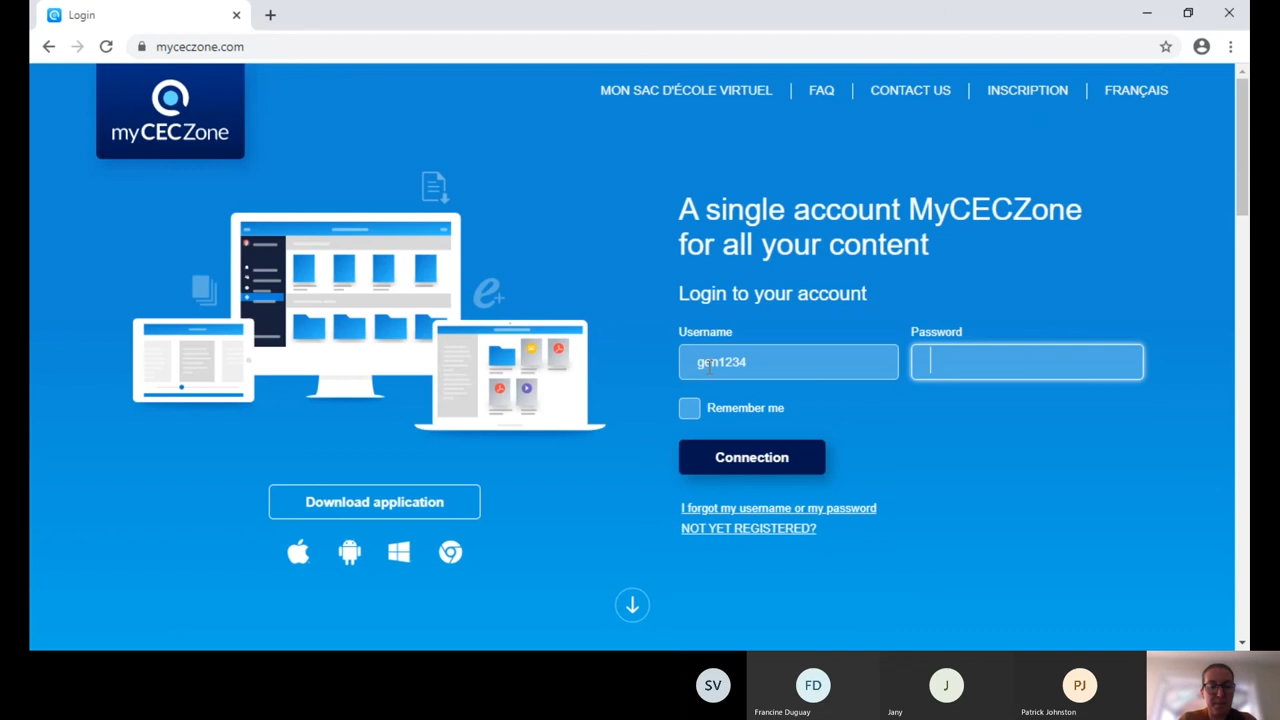 Login
myceczone.com
myCECZone
MON SAC D'ÉCOLE VIRTUEL
FAQ
CONTACT US
INSCRIPTION
FRANÇAIS
A single account MyCECZone
for all your content
Login to your account
Username
Password
gen1234
Remember me
Connection
Download application
I forgot my username or my password
NOT YET REGISTERED?
SV
FD
J
PJ
Francine Duguay
Jany
Patrick Johnston